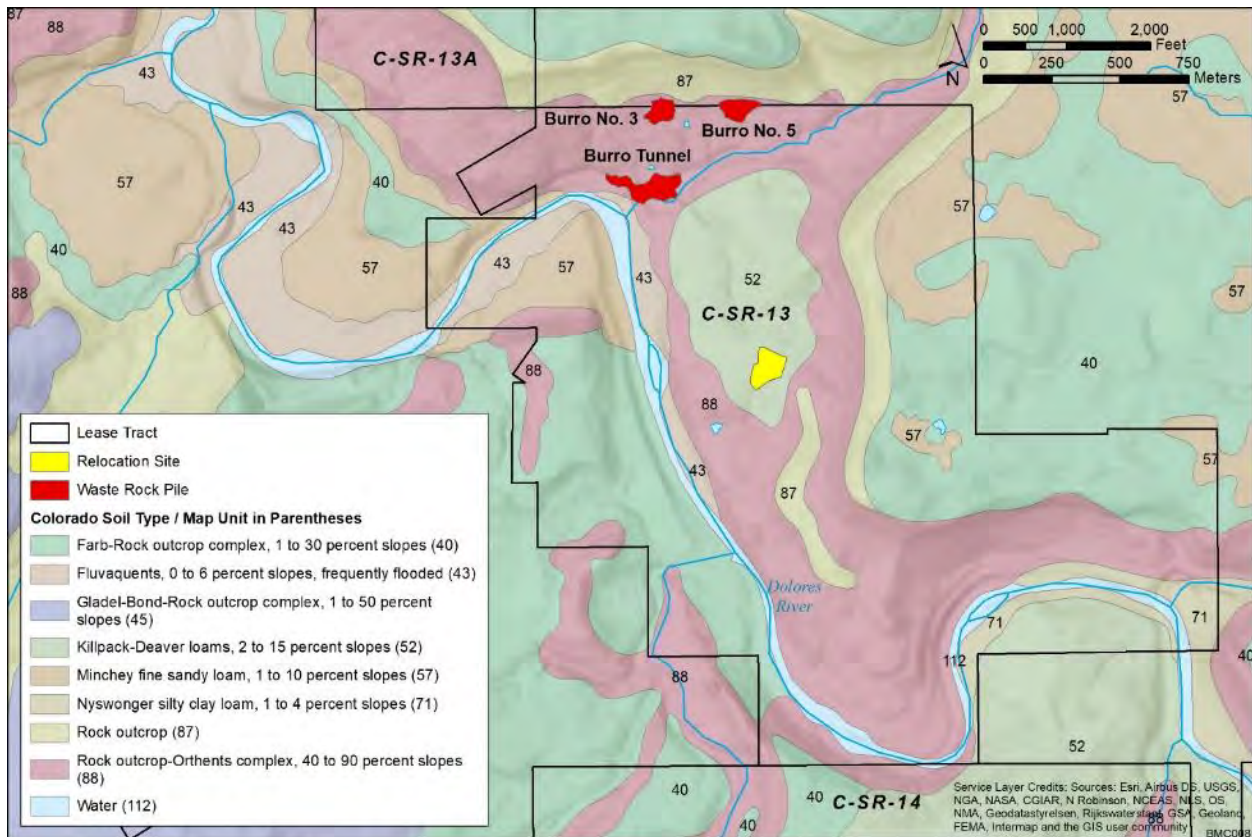 87
88
43
C-SR-13A
87
0 500 1,000 2,000
Feet
0 250 500 750
Meters
N
57
Burro No. 3
Burro No. 5
Burro Tunnel
57
40
43
43
57
40
43
57
43
52
57
C-SR-13
57
88
88
40
88
57
57
43
87
Dolores
River
71
71
112
88
40
52
40
40
40
C-SR-14
88
Lease Tract
Relocation Site
Waste Rock Pile
Colorado Soil Type / Map Unit in Parentheses
Farb-Rock outcrop complex, 1 to 30 percent slopes (40)
Fluvaquents, 0 to 6 percent slopes, frequently flooded (43)
Gladel-Bond-Rock outcrop complex, 1 to 50 percent
slopes (45)
Killpack-Deaver loams, 2 to 15 percent slopes (52)
Minchey fine sandy loam, 1 to 10 percent slopes (57)
Nyswonger silty clay loam, 1 to 4 percent slopes (71)
Rock outcrop (87)
Rock outcrop-Orthents complex, 40 to 90 percent slopes
(88)
Water (112)
Service Layer Credits: Sources: Esri, Airbus DS, USGS,
NGA, NASA, CGIAR, N Robinson, NCEAS, NLS, OS,
NMA, Geodatastyrelsen, Rijkswaterstaat, GSA, Geoland,
FEMA, Intermap and the GIS user community